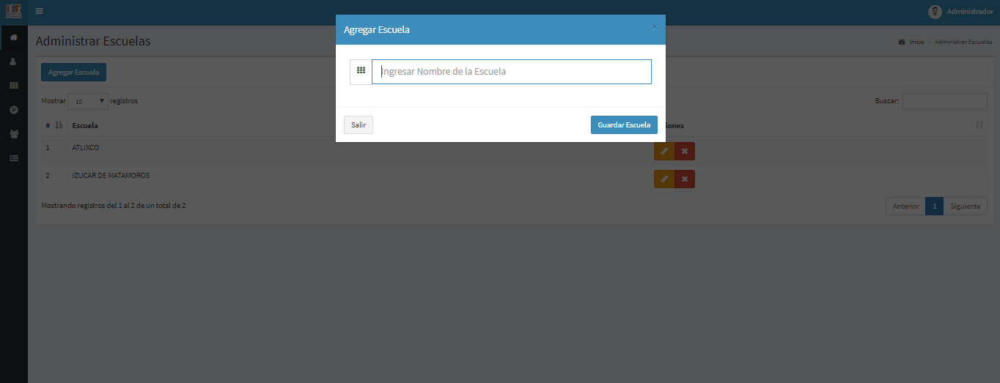 Administrador
Agregar Escuela ×
Administrar Escuelas
Inicio > Administrar Escuelas
Ingresar Nombre de la Escuela
Agregar Escuela
Mostrar 10 registros
Buscar:
Salir
Guardar Escuela
# Escuela iones
1 ATLIXCO
2 IZUCAR DE MATAMOROS
Mostrando registros del 1 al 2 de un total de 2
Anterior 1 Siguiente